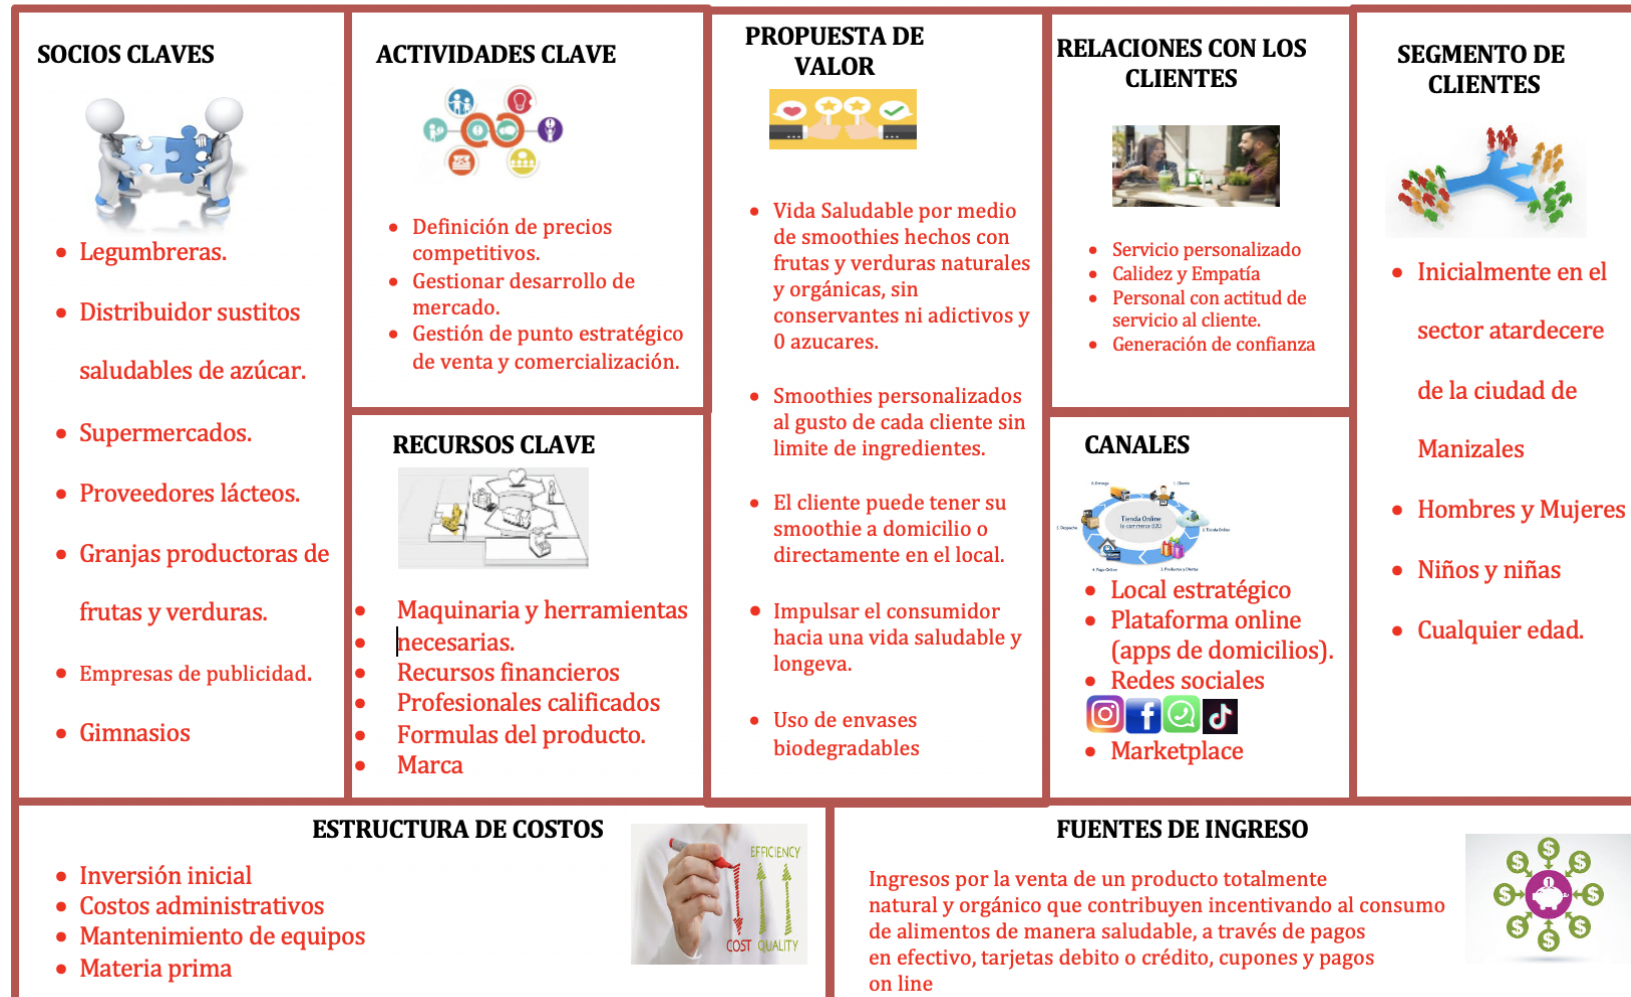 SOCIOS CLAVES
• Legumbreras.
• Distribuidor sustitos
saludables de azúcar.
• Supermercados.
• Proveedores lácteos.
• Granjas productoras de
frutas y verduras.
• Empresas de publicidad.
• Gimnasios
ACTIVIDADES CLAVE
• Definición de precios
competitivos.
• Gestionar desarrollo de
mercado.
• Gestión de punto estratégico
de venta y comercialización.
RECURSOS CLAVE
• Maquinaria y herramientas
• necesarias.
• Recursos financieros
• Profesionales calificados
• Formulas del producto.
• Marca
PROPUESTA DE
VALOR
• Vida Saludable por medio
de smoothies hechos con
frutas y verduras naturales
y orgánicas, sin
conservantes ni adictivos y
0 azucares.
• Smoothies personalizados
al gusto de cada cliente sin
limite de ingredientes.
• El cliente puede tener su
smoothie a domicilio o
directamente en el local.
• Impulsar el consumidor
hacia una vida saludable y
longeva.
• Uso de envases
biodegradables
RELACIONES CON LOS
CLIENTES
• Servicio personalizado
• Calidez y Empatía
• Personal con actitud de
servicio al cliente.
• Generación de confianza
CANALES
Tienda Online
• Local estratégico
• Plataforma online
(apps de domicilios).
• Redes sociales
• Marketplace
SEGMENTO DE
CLIENTES
• Inicialmente en el
sector atardecere
de la ciudad de
Manizales
• Hombres y Mujeres
• Niños y niñas
• Cualquier edad.
ESTRUCTURA DE COSTOS
• Inversión inicial
• Costos administrativos
• Mantenimiento de equipos
• Materia prima
EFFICIENCY
COST QUALITY
FUENTES DE INGRESO
Ingresos por la venta de un producto totalmente
natural y orgánico que contribuyen incentivando al consumo
de alimentos de manera saludable, a través de pagos
en efectivo, tarjetas debito o crédito, cupones y pagos
on line